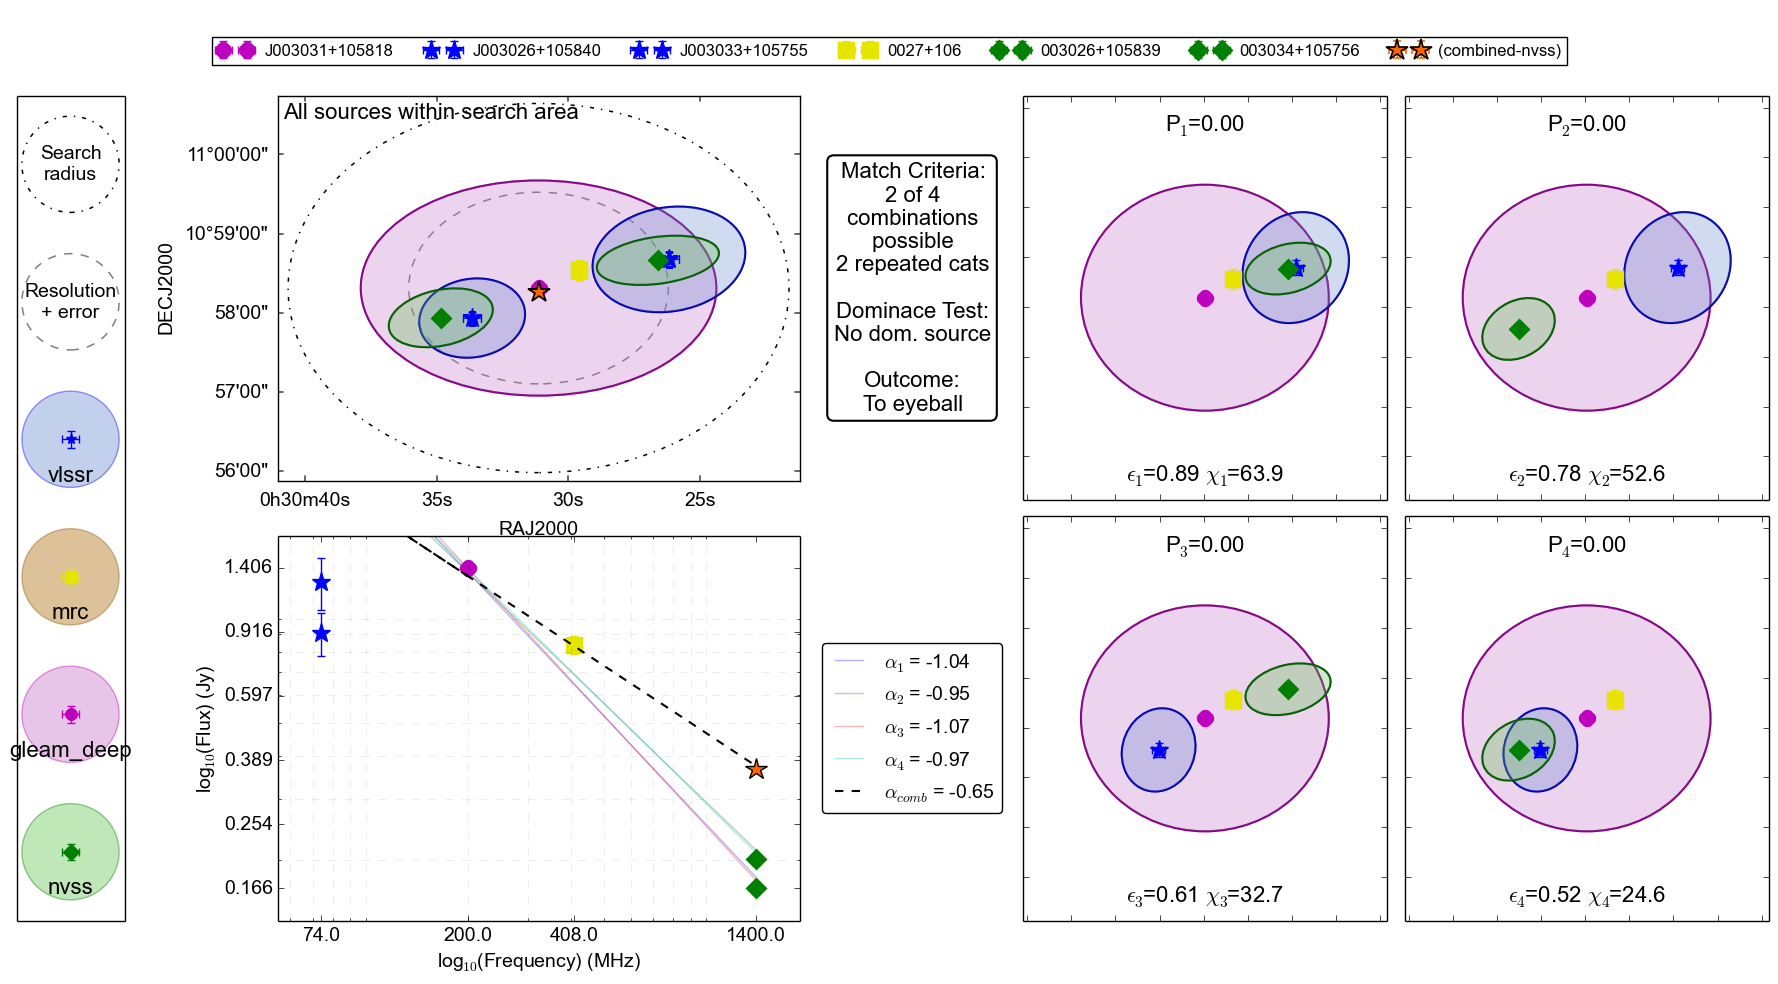 J003031+105818 J003026+105840 J003033+105755 0027+106 003026+105839 003034+105756 (combined-nvss)
Search
radius
Resolution
+ error
vlssr
mrc
gleam_deep
nvss
All sources within search area
DECJ2000
11°00'00"
10°59'00"
58'00"
57'00"
56'00"
0h30m40s 35s 30s 25s
RAJ2000
Match Criteria:
2 of 4
combinations
possible
2 repeated cats
Dominace Test:
No dom. source
Outcome:
To eyeball
P1=0.00
ϵ1=0.89 χ1=63.9
P2=0.00
ϵ2=0.78 χ2=52.6
log10(Flux) (Jy)
1.406
0.916
0.597
0.389
0.254
0.166
74.0 200.0 408.0 1400.0
log10(Frequency) (MHz)
α1 = -1.04
α2 = -0.95
α3 = -1.07
α4 = -0.97
αcomb = -0.65
P3=0.00
ϵ3=0.61 χ3=32.7
P4=0.00
ϵ4=0.52 χ4=24.6